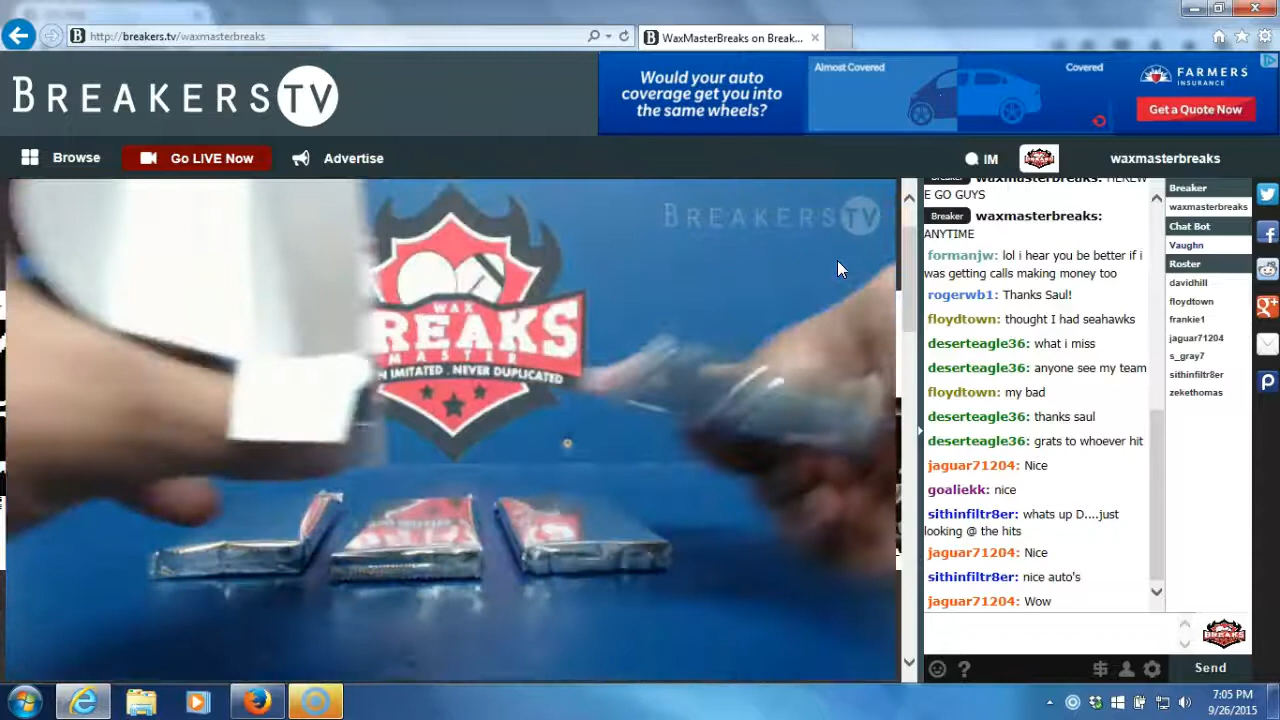 http://breakers.tv/waxmasterbreaks
WaxMasterBreaks on Break...
BREAKERS TV
Would your auto
coverage get you into
the same wheels?
Almost Covered
Covered
FARMERS
INSURANCE
Get a Quote Now
Browse
Go LIVE Now
Advertise
IM
waxmasterbreaks
BREAKERS TV
WAX
BREAKS
MASTER
IMITATED , NEVER DUPLICATED
E GO GUYS
Breaker waxmasterbreaks:
ANYTIME
formanjw: lol i hear you be better if i
was getting calls making money too
rogerwb1: Thanks Saul!
floydtown: thought I had seahawks
deserteagle36: what i miss
deserteagle36: anyone see my team
floydtown: my bad
deserteagle36: thanks saul
deserteagle36: grats to whoever hit
jaguar71204: Nice
goaliekk: nice
sithinfiltr8er: whats up D....just
looking @ the hits
jaguar71204: Nice
sithinfiltr8er: nice auto's
jaguar71204: Wow
Breaker
waxmasterbreaks
Chat Bot
Vaughn
Roster
davidhill
floydtown
frankie1
jaguar71204
s_gray7
sithinfiltr8er
zekethomas
BREAKS
Send
7:05 PM
9/26/2015